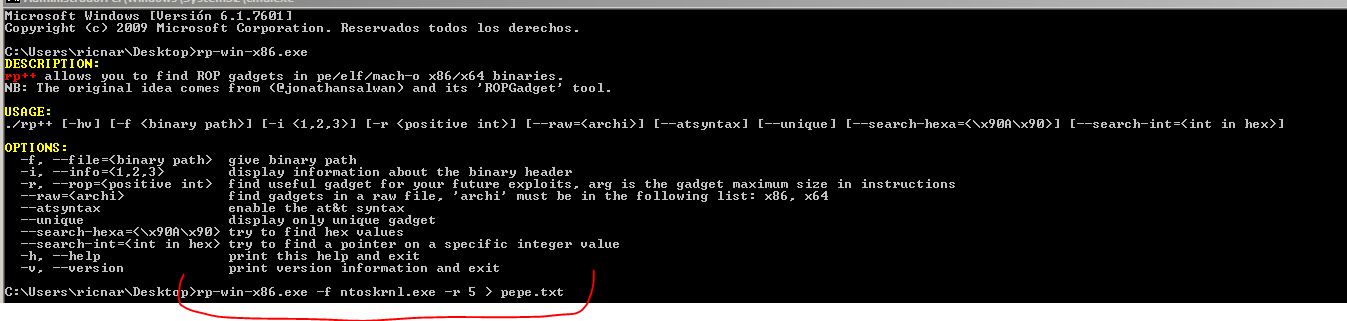 Microsoft Windows [Versión 6.1.7601]
Copyright (c) 2009 Microsoft Corporation. Reservados todos los derechos.
C:\Users\ricnar\Desktop>rp-win-x86.exe
DESCRIPTION:
rp++ allows you to find ROP gadgets in pe/elf/mach-o x86/x64 binaries.
NB: The original idea comes from (@jonathansalwan) and its 'ROPGadget' tool.
USAGE:
./rp++ [-hv] [-f <binary path>] [-i <1,2,3>] [-r <positive int>] [--raw=<archi>] [--atsyntax] [--unique] [--search-hexa=<\x90A\x90>] [--search-int=<int in hex>]
OPTIONS:
-f, --file=<binary path> give binary path
-i, --info=<1,2,3> display information about the binary header
-r, --rop=<positive int> find useful gadget for your future exploits, arg is the gadget maximum size in instructions
--raw=<archi> find gadgets in a raw file, 'archi' must be in the following list: x86, x64
--atsyntax enable the at&t syntax
--unique display only unique gadget
--search-hexa=<\x90A\x90> try to find hex values
--search-int=<int in hex> try to find a pointer on a specific integer value
-h, --help print this help and exit
-v, --version print version information and exit
C:\Users\ricnar\Desktop>rp-win-x86.exe -f ntoskrnl.exe -r 5 > pepe.txt